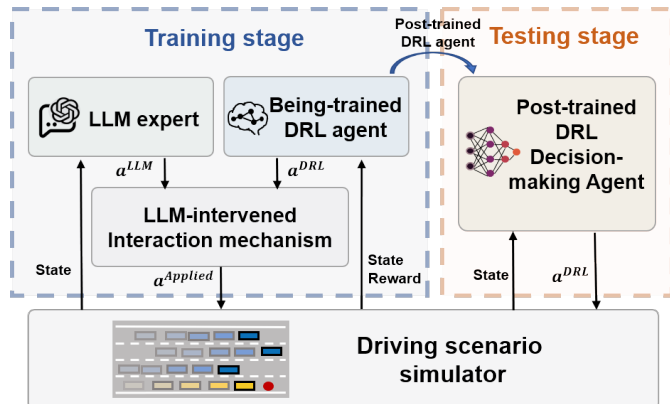 Training stage
Post-trained
DRL agent
Testing stage
LLM expert
Being-trained
DRL agent
Post-trained
DRL
Decision-
making Agent
a^LLM
a^DRL
LLM-intervened
Interaction mechanism
State
a^Applied
State
Reward
State
a^DRL
Driving scenario
simulator